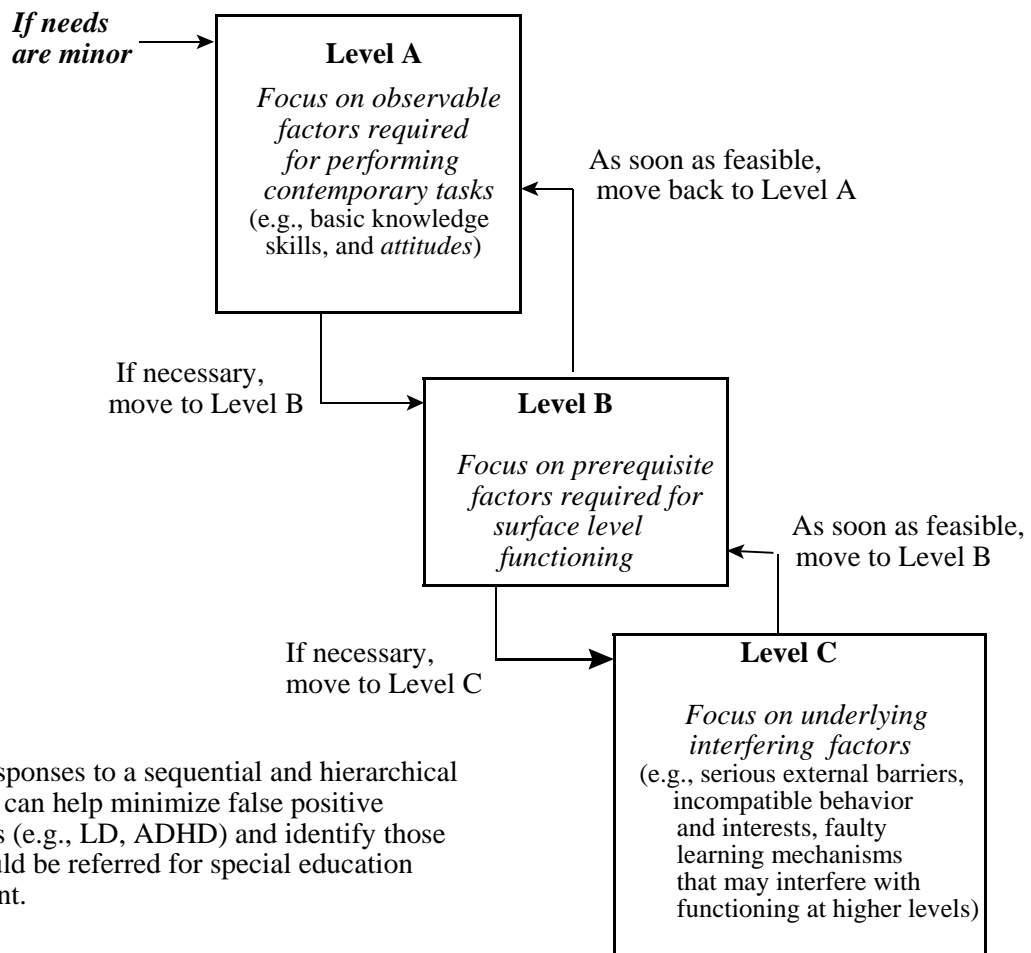 If needs
are minor
Level A
Focus on observable
factors required
for performing
contemporary tasks
(e.g., basic knowledge
skills, and attitudes)
As soon as feasible,
move back to Level A
If necessary,
move to Level B
Level B
Focus on prerequisite
factors required for
surface level
functioning
As soon as feasible,
move to Level B
If necessary,
move to Level C
Level C
Focus on underlying
interfering factors
(e.g., serious external barriers,
incompatible behavior
and interests, faulty
learning mechanisms
that may interfere with
functioning at higher levels)
to a sequential and hierarchical
can help minimize false positive
(e.g., LD, ADHD) and identify those
be referred for special education